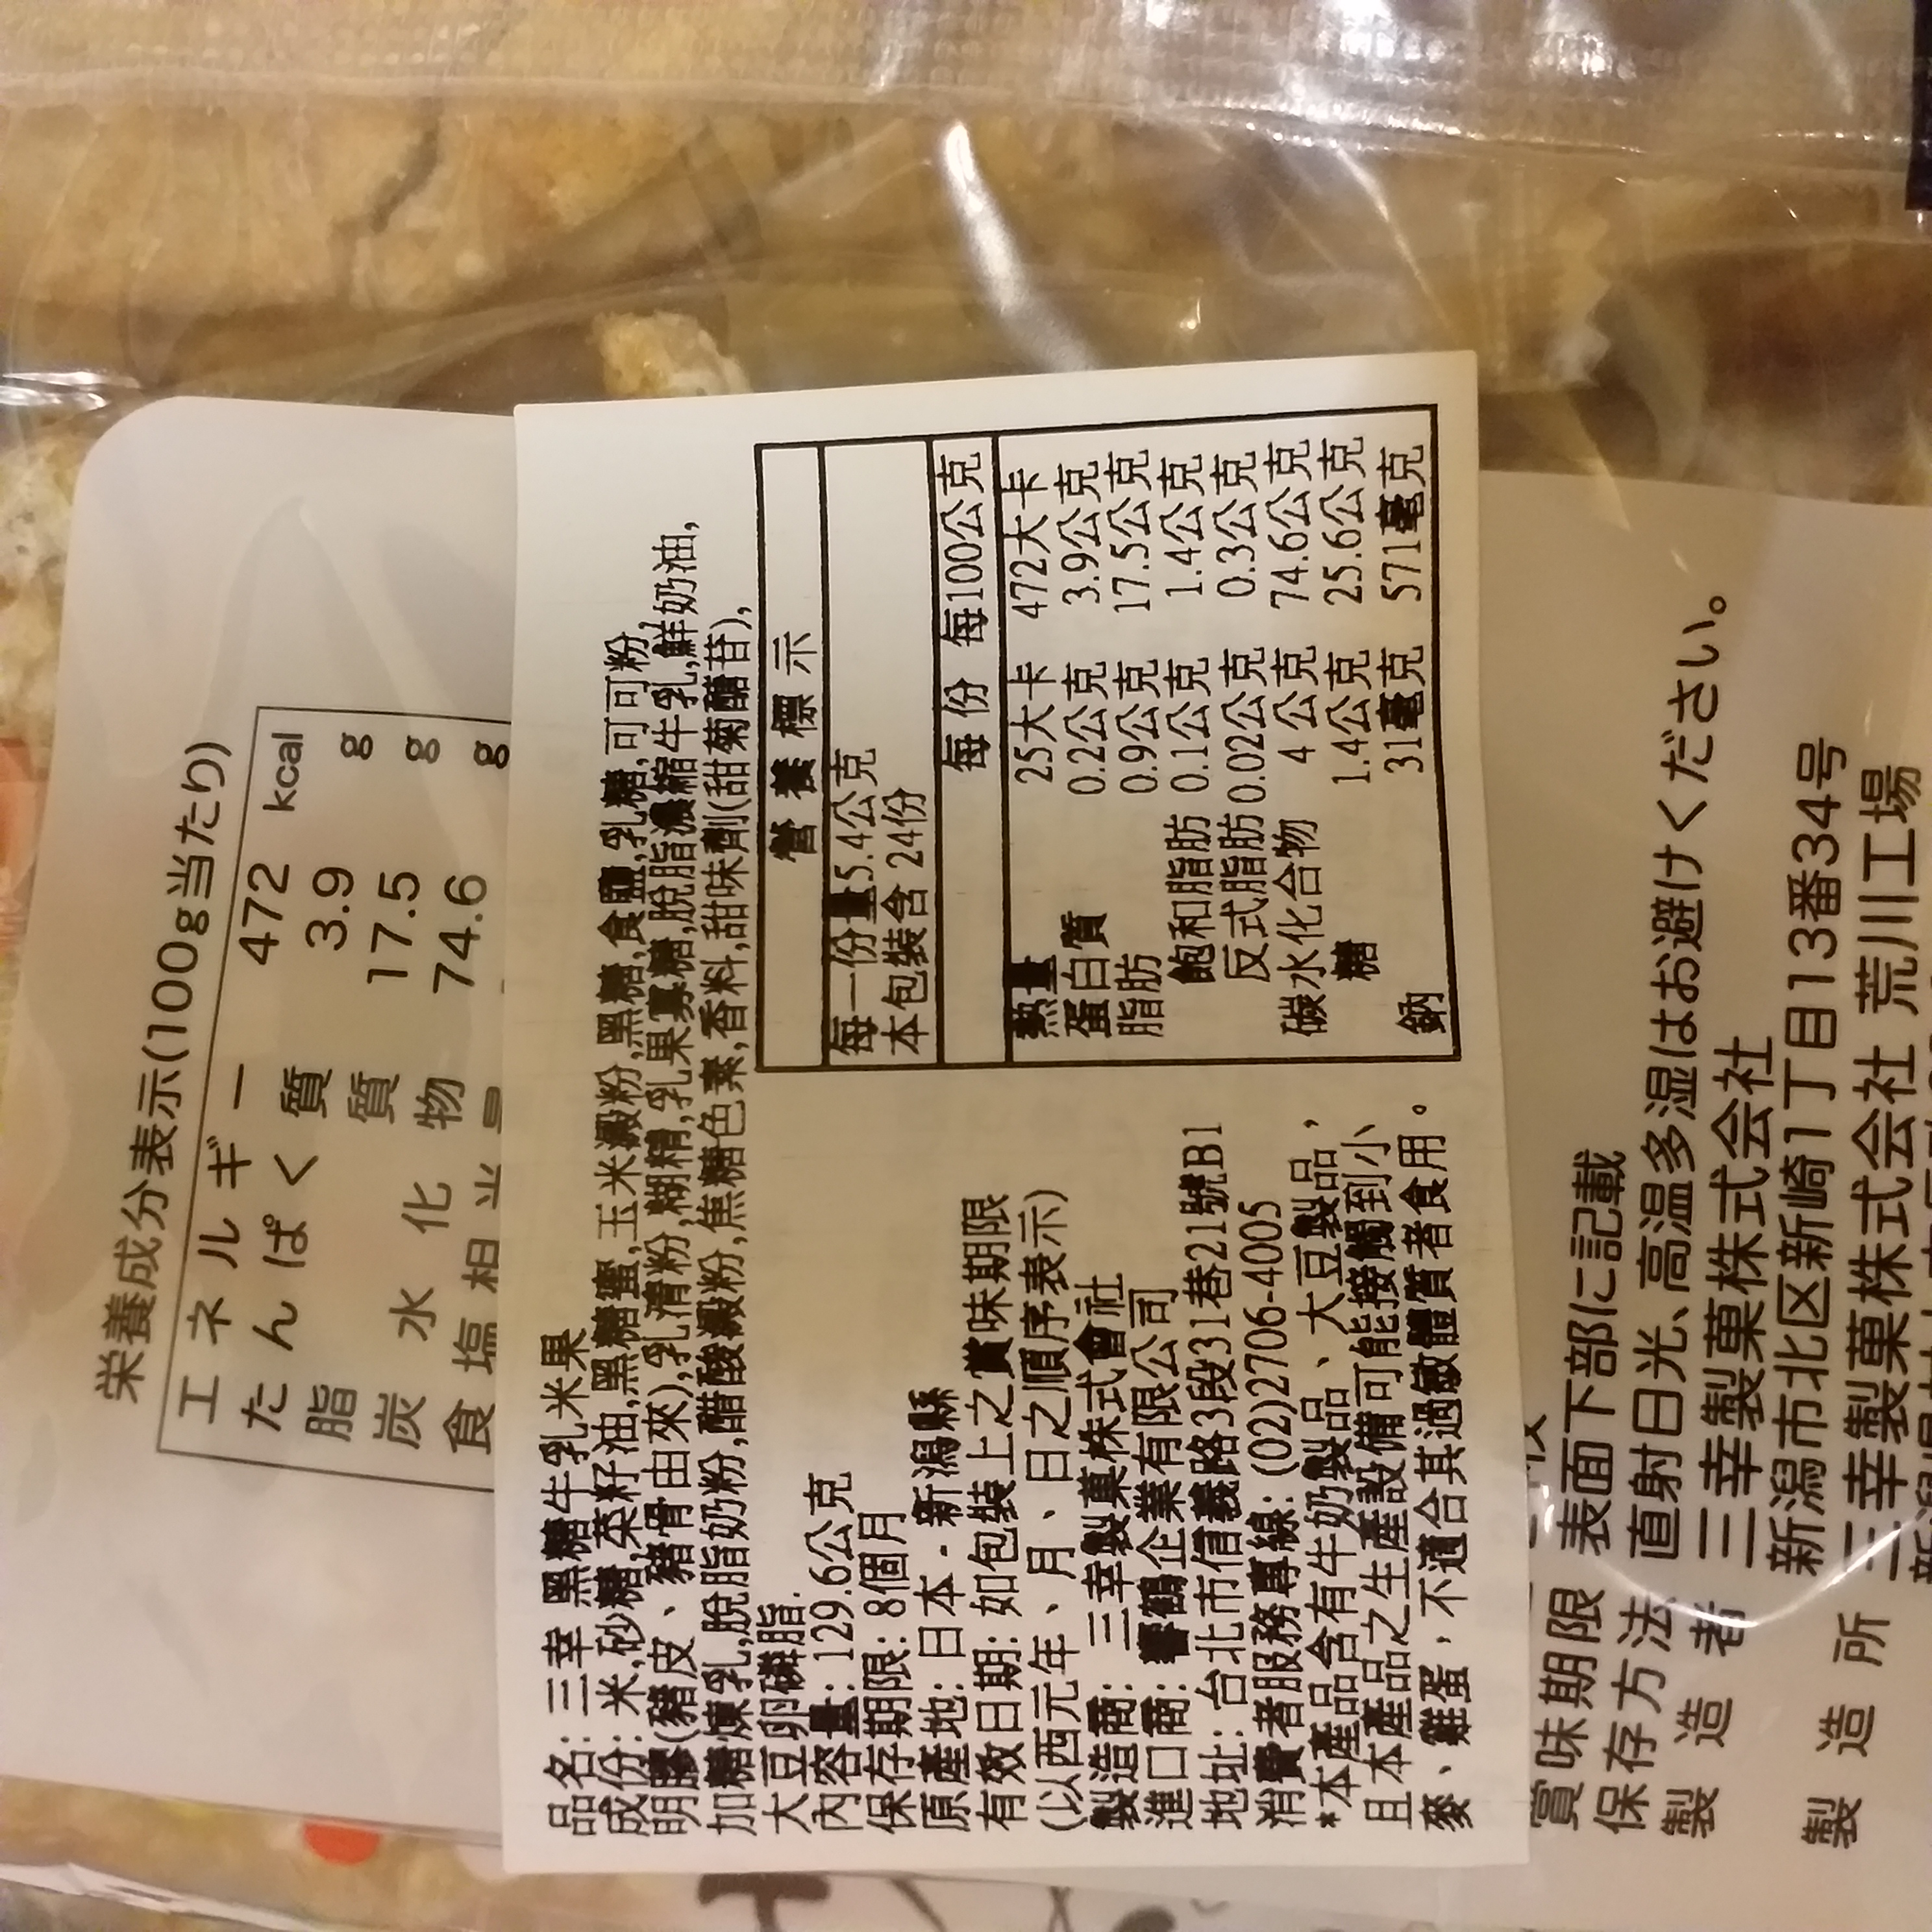 栄養成分表示(100g当たり)
エネルギー 472 kcal
たんぱく質 3.9 g
脂質 17.5 g
炭水化物 74.6 g
食塩相当量
品名: 三幸 黑糖牛乳米果
成份: 米,砂糖,菜籽油,黑糖蜜,玉米澱粉,黑糖,食鹽,乳糖,可可粉,
明膠(豬皮、豬骨由來),乳清粉,糊精,乳果寡糖,脫脂濃縮牛乳,鮮奶油,
加糖煉乳,脫脂奶粉,醋酸澱粉,焦糖色素,香料,甜味劑(甜菊醣苷),
大豆卵磷脂.
內容量: 129.6公克
保存期限: 8個月
原產地: 日本 - 新潟縣
有效日期: 如包裝上之賞味期限
(以西元年、月、日之順序表示)
製造商: 三幸製菓株式會社
進口商: 響鶴企業有限公司
地址: 台北市信義路3段31巷21號B1
消費者服務專線: (02)2706-4005
*本產品含有牛奶製品、大豆製品,
且本產品之生產設備可能接觸到小
麥、雞蛋,不適合其過敏體質者食用。
營養標示
每一份量5.4公克
本包裝含 24份
每份 每100公克
熱量 25大卡 472大卡
蛋白質 0.2公克 3.9公克
脂肪 0.9公克 17.5公克
飽和脂肪 0.1公克 1.4公克
反式脂肪 0.02公克 0.3公克
碳水化合物 4 公克 74.6公克
糖 1.4公克 25.6公克
鈉 31毫克 571毫克
賞味期限 表面下部に記載
保存方法 直射日光、高温多湿はお避けください。
製造者 三幸製菓株式会社
新潟市北区新崎1丁目13番34号
製造所 三幸製菓株式会社 荒川工場